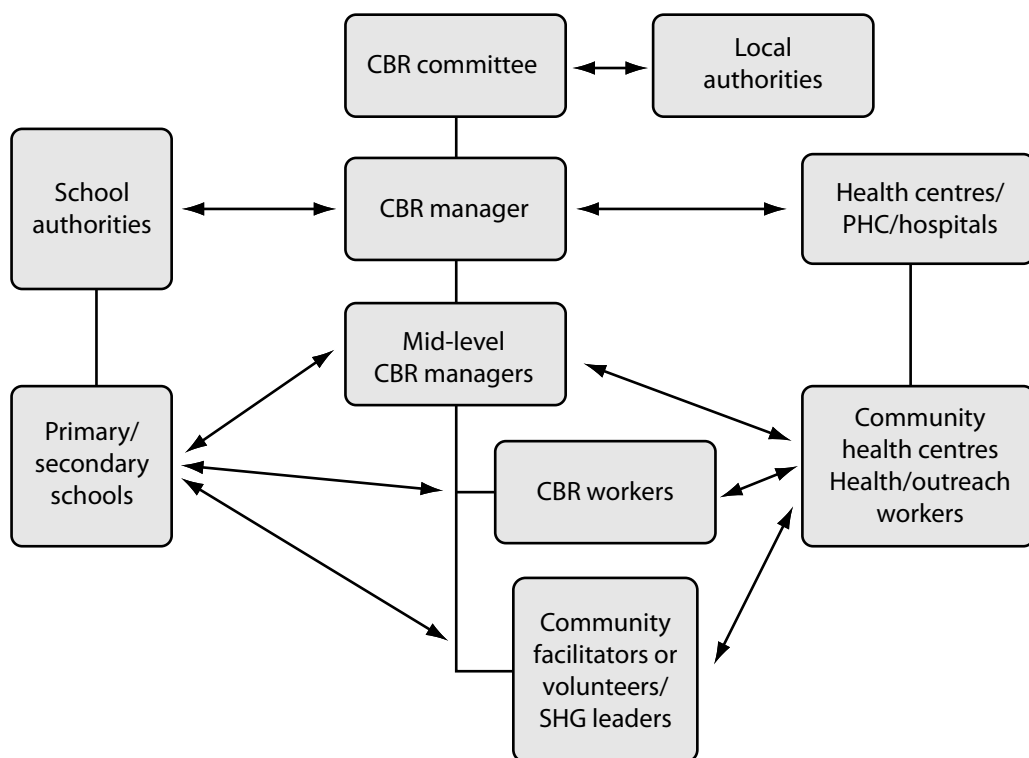 CBR committee
Local
authorities
School
authorities
CBR manager
Health centres/
PHC/hospitals
Mid-level
CBR managers
Primary/
secondary
schools
CBR workers
Community
health centres
Health/outreach
workers
Community
facilitators or
volunteers/
SHG leaders